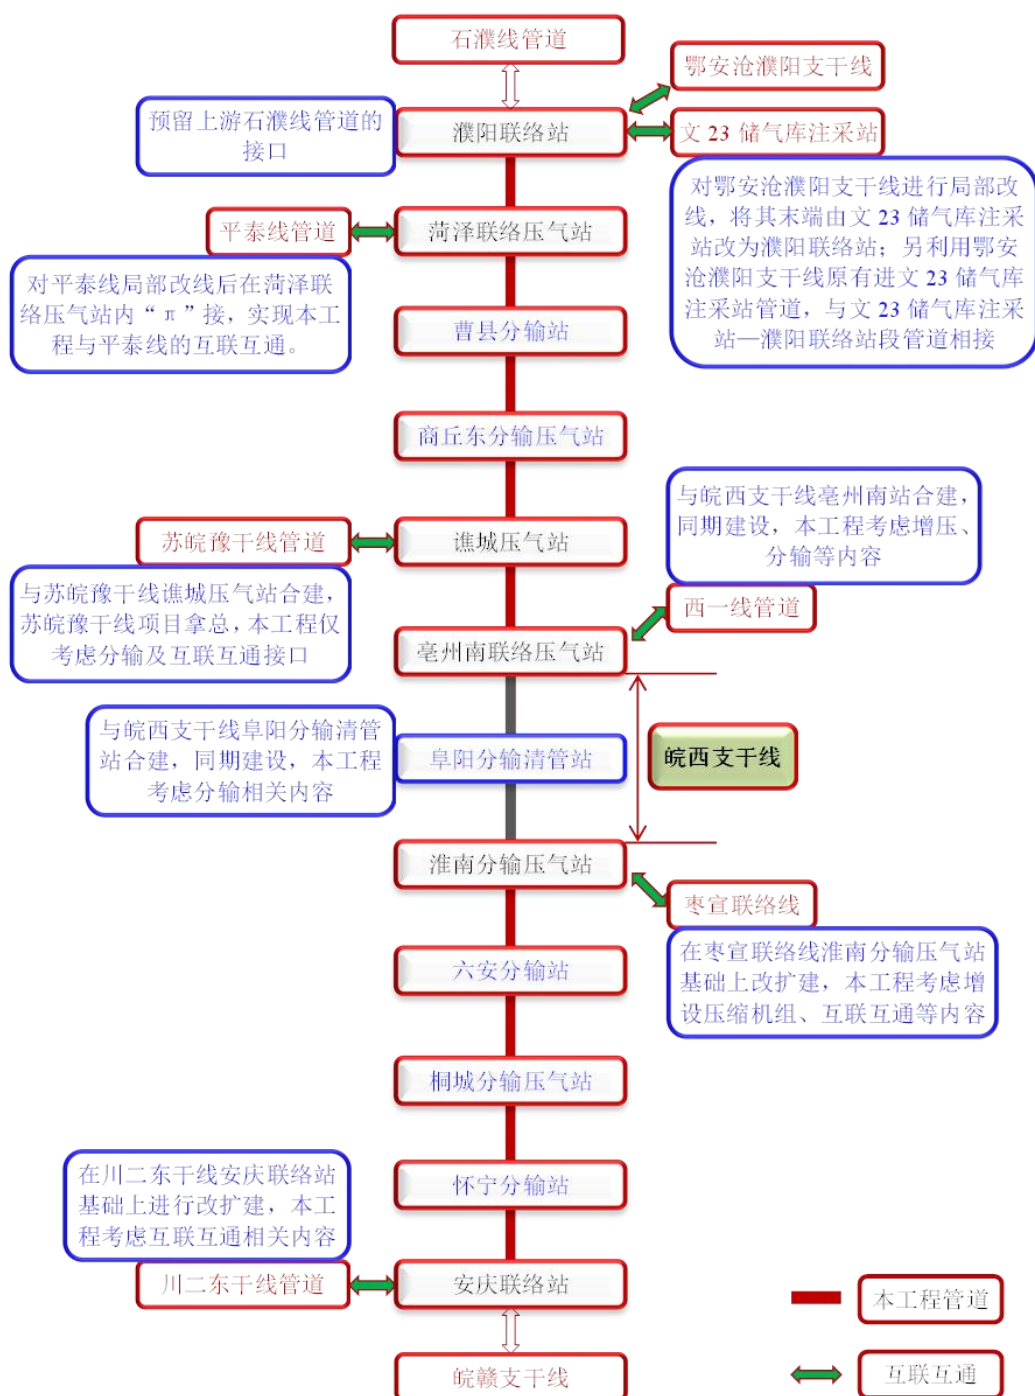 石濮线管道
鄂安沧濮阳支干线
预留上游石濮线管道的
接口
濮阳联络站
文 23 储气库注采站
对鄂安沧濮阳支干线进行局部改
线，将其末端由文 23 储气库注采
站改为濮阳联络站；另利用鄂安
沧濮阳支干线原有进文 23 储气库
注采站管道，与文 23 储气库注采
站—濮阳联络站段管道相接
平泰线管道
菏泽联络压气站
对平泰线局部改线后在菏泽联
络压气站内“π”接，实现本工
程与平泰线的互联互通。
曹县分输站
商丘东分输压气站
与皖西支干线亳州南站合建，
同期建设，本工程考虑增压、
分输等内容
苏皖豫干线管道
谯城压气站
与苏皖豫干线谯城压气站合建，
苏皖豫干线项目拿总，本工程仅
考虑分输及互联互通接口
西一线管道
亳州南联络压气站
与皖西支干线阜阳分输清管
站合建，同期建设，本工程
考虑分输相关内容
阜阳分输清管站
皖西支干线
淮南分输压气站
枣宣联络线
在枣宣联络线淮南分输压气站
基础上改扩建，本工程考虑增
设压缩机组、互联互通等内容
六安分输站
桐城分输压气站
在川二东干线安庆联络站
基础上进行改扩建，本工
程考虑互联互通相关内容
怀宁分输站
川二东干线管道
安庆联络站
本工程管道
皖赣支干线
互联互通